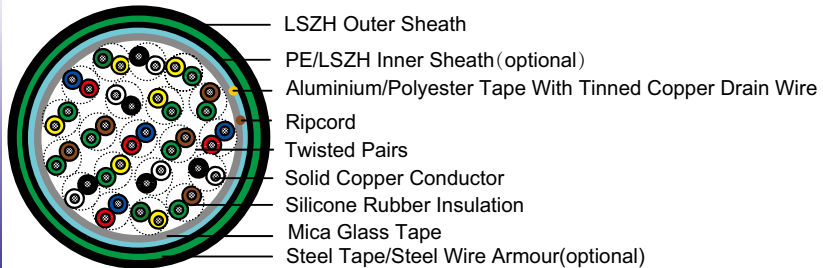 LSZH Outer Sheath
PE/LSZH Inner Sheath（optional）
Aluminium/Polyester Tape With Tinned Copper Drain Wire
Ripcord
Twisted Pairs
Solid Copper Conductor
Silicone Rubber Insulation
Mica Glass Tape
Steel Tape/Steel Wire Armour(optional)